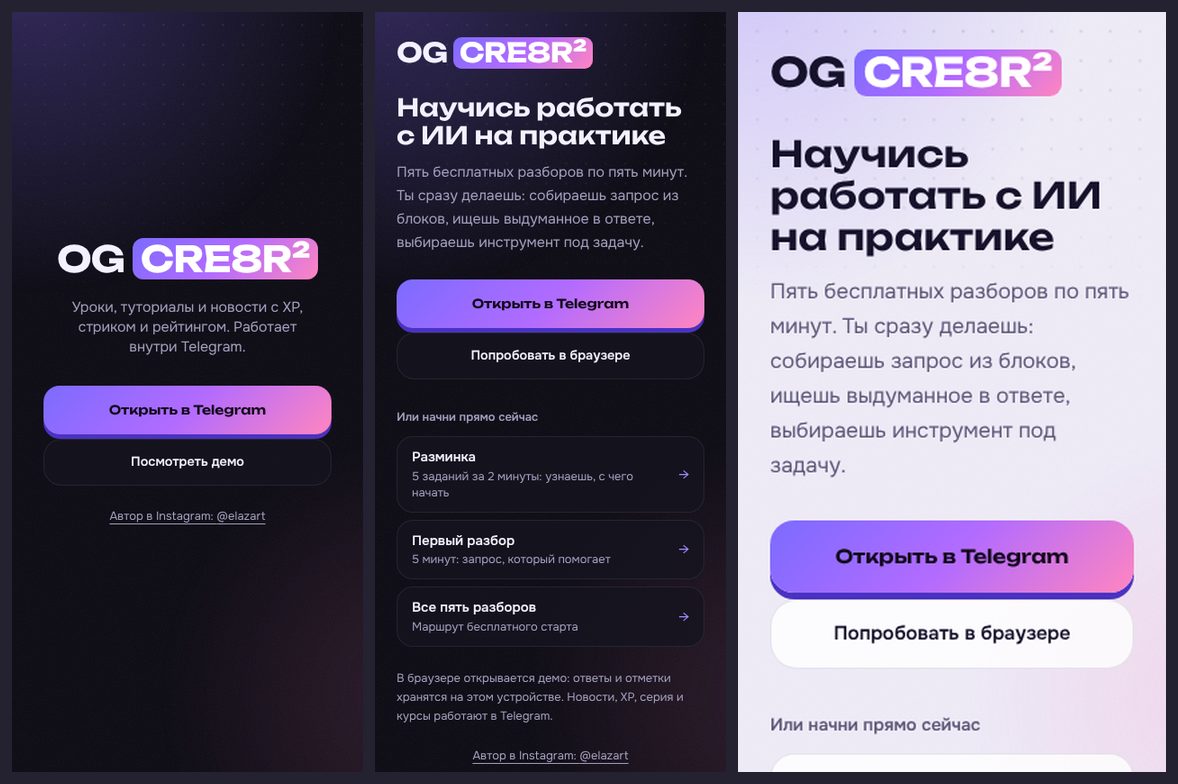 OG CRE8R²
Уроки, туториалы и новости с XP,
стриком и рейтингом. Работает
внутри Telegram.
Открыть в Telegram
Посмотреть демо
Автор в Instagram: @elazart
OG CRE8R²
Научись работать
с ИИ на практике
Пять бесплатных разборов по пять минут.
Ты сразу делаешь: собираешь запрос из
блоков, ищешь выдуманное в ответе,
выбираешь инструмент под задачу.
Открыть в Telegram
Попробовать в браузере
Или начни прямо сейчас
Разминка
5 заданий за 2 минуты: узнаешь, с чего
начать
→
Первый разбор
5 минут: запрос, который помогает
→
Все пять разборов
Маршрут бесплатного старта
→
В браузере открывается демо: ответы и отметки
хранятся на этом устройстве. Новости, XP, серия и
курсы работают в Telegram.
Автор в Instagram: @elazart
OG CRE8R²
Научись
работать с ИИ
на практике
Пять бесплатных разборов по пять
минут. Ты сразу делаешь:
собираешь запрос из блоков,
ищешь выдуманное в ответе,
выбираешь инструмент под
задачу.
Открыть в Telegram
Попробовать в браузере
Или начни прямо сейчас